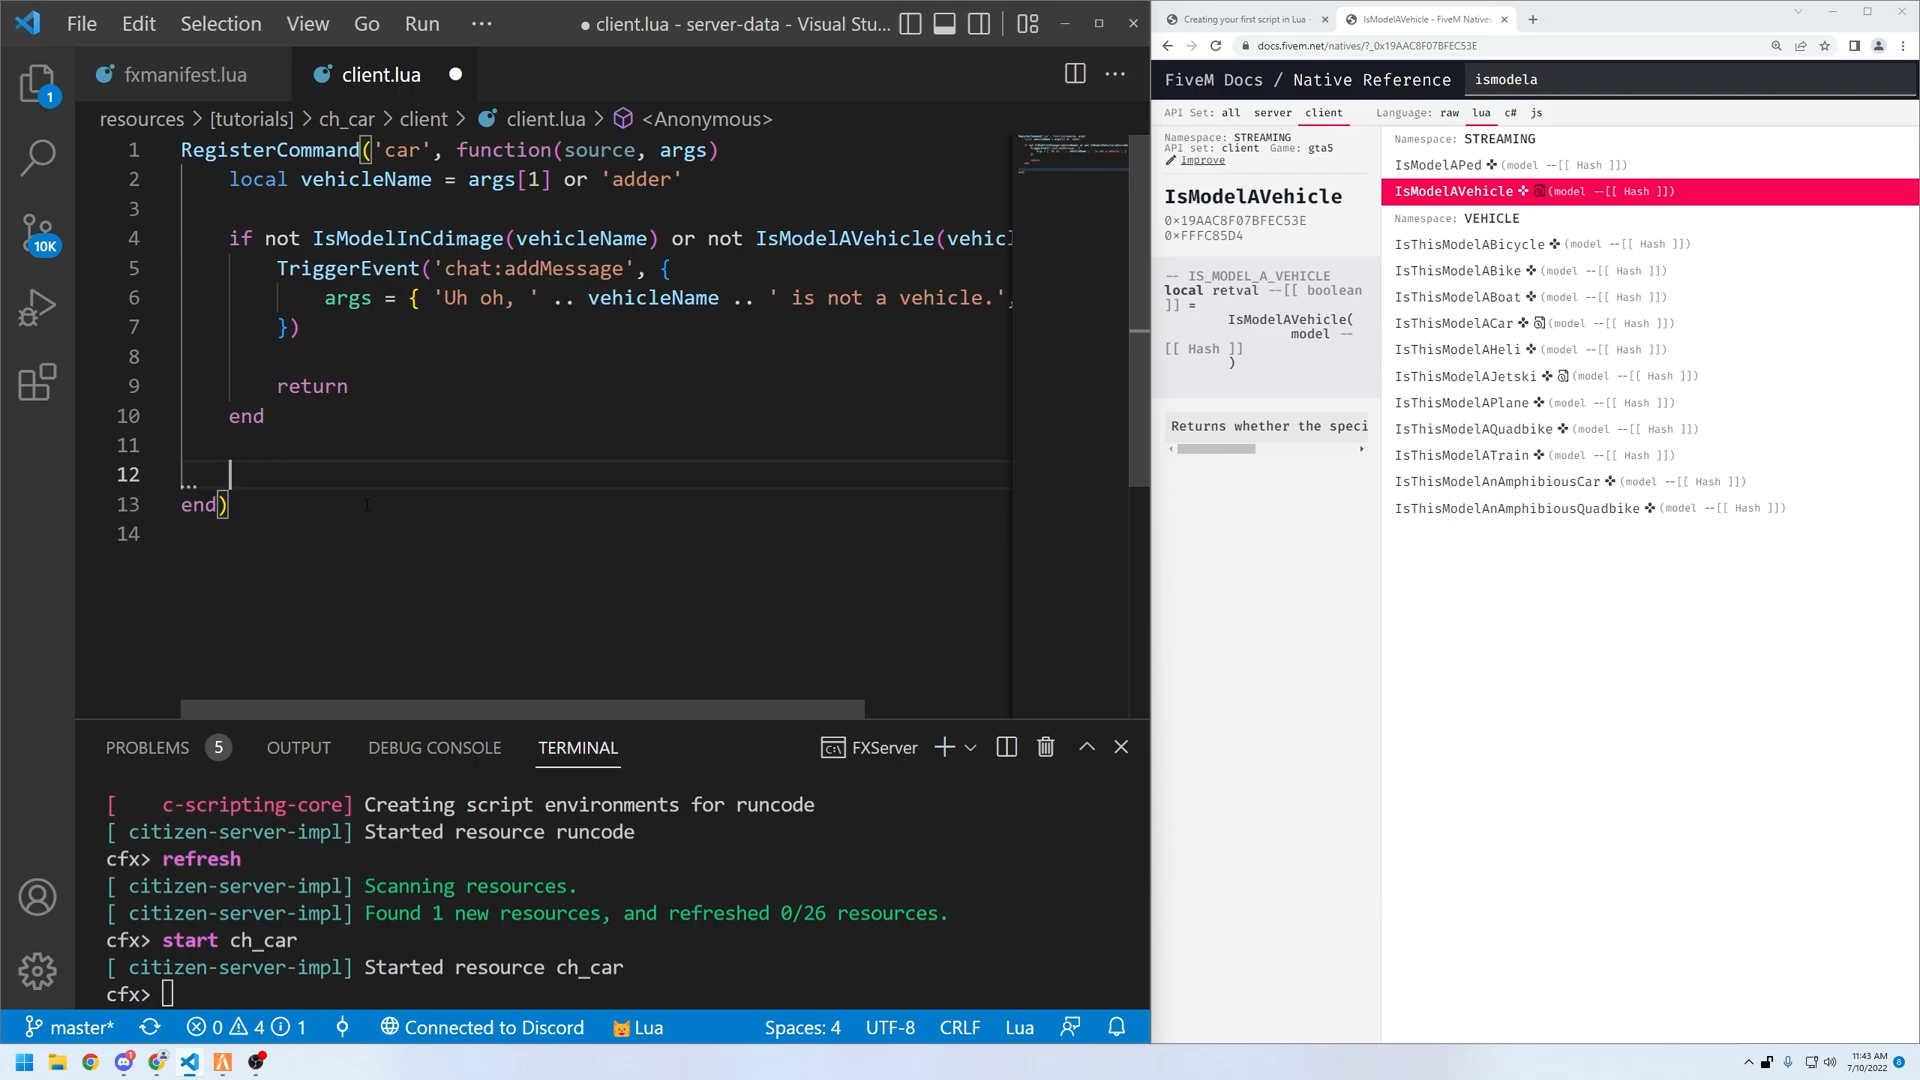 File Edit Selection View Go Run ··· ● client.lua - server-data - Visual Stu...
fxmanifest.lua client.lua
resources > [tutorials] > ch_car > client > client.lua > <Anonymous>
1 RegisterCommand('car', function(source, args)
2 local vehicleName = args[1] or 'adder'
3
4 if not IsModelInCdimage(vehicleName) or not IsModelAVehicle(vehicl
5 TriggerEvent('chat:addMessage', {
6 args = { 'Uh oh, ' .. vehicleName .. ' is not a vehicle.',
7 })
8
9 return
10 end
11
12
13 end)
14
1
10K
PROBLEMS 5 OUTPUT DEBUG CONSOLE TERMINAL FXServer
[ c-scripting-core] Creating script environments for runcode
[ citizen-server-impl] Started resource runcode
cfx> refresh
[ citizen-server-impl] Scanning resources.
[ citizen-server-impl] Found 1 new resources, and refreshed 0/26 resources.
cfx> start ch_car
[ citizen-server-impl] Started resource ch_car
cfx>
master* 0 4 1 Connected to Discord Lua Spaces: 4 UTF-8 CRLF Lua
Creating your first script in Lua - IsModelAVehicle - FiveM Natives
docs.fivem.net/natives/?_0x19AAC8F07BFEC53E
FiveM Docs / Native Reference ismodela
API Set: all server client Language: raw lua c# js
Namespace: STREAMING
API set: client Game: gta5
Improve
IsModelAVehicle
0×19AAC8F07BFEC53E
0×FFFC85D4
-- IS_MODEL_A_VEHICLE
local retval --[[ boolean
]] =
IsModelAVehicle(
model --
[[ Hash ]]
)
Returns whether the speci
Namespace: STREAMING
IsModelAPed (model --[[ Hash ]])
IsModelAVehicle (model --[[ Hash ]])
Namespace: VEHICLE
IsThisModelABicycle (model --[[ Hash ]])
IsThisModelABike (model --[[ Hash ]])
IsThisModelABoat (model --[[ Hash ]])
IsThisModelACar (model --[[ Hash ]])
IsThisModelAHeli (model --[[ Hash ]])
IsThisModelAJetski (model --[[ Hash ]])
IsThisModelAPlane (model --[[ Hash ]])
IsThisModelAQuadbike (model --[[ Hash ]])
IsThisModelATrain (model --[[ Hash ]])
IsThisModelAnAmphibiousCar (model --[[ Hash ]])
IsThisModelAnAmphibiousQuadbike (model --[[ Hash ]])
11:43 AM
7/10/2022
8